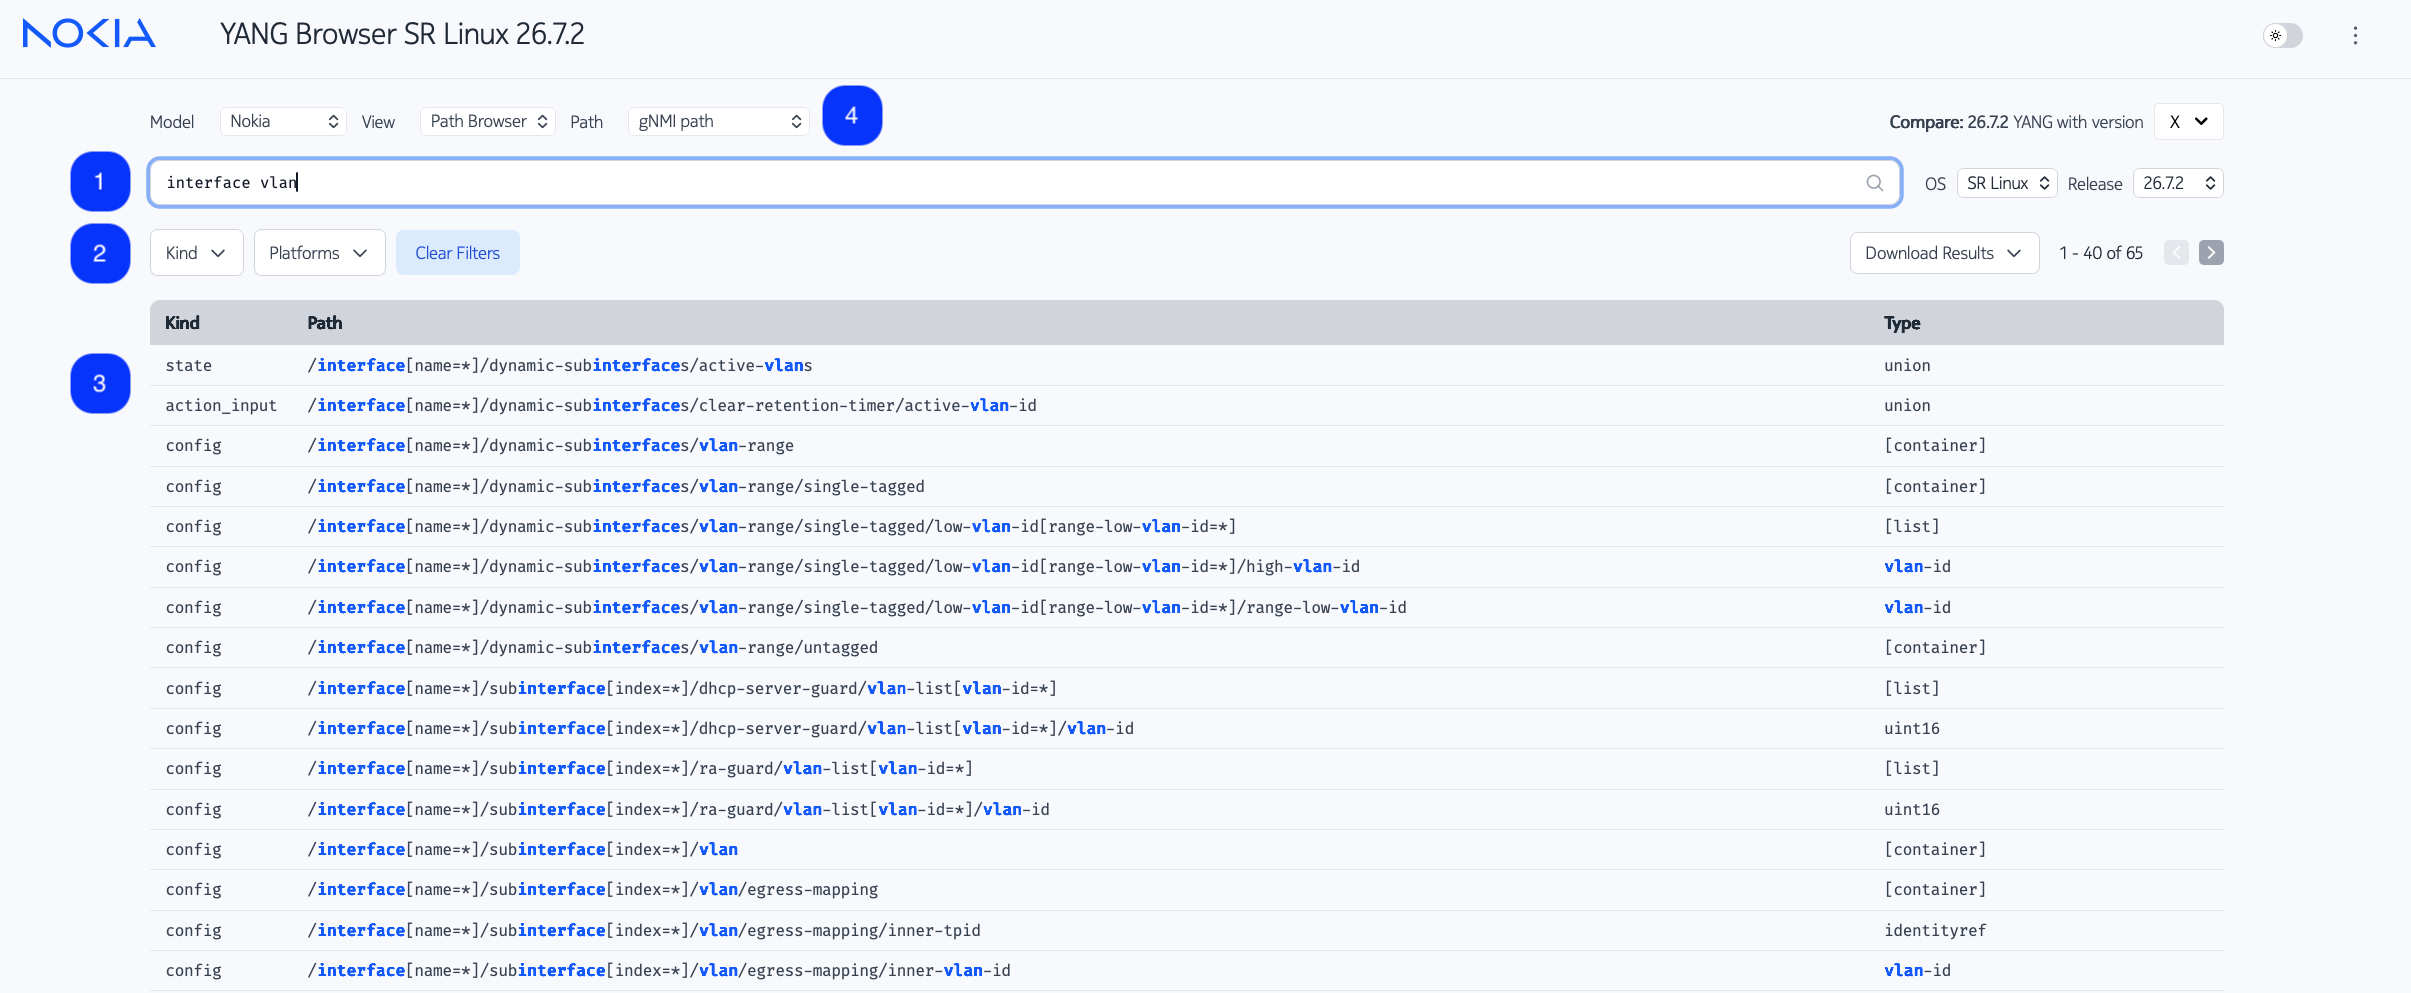 NOKIA YANG Browser SR Linux 26.7.2
Model Nokia View Path Browser Path gNMI path 4 Compare: 26.7.2 YANG with version X
1 interface vlan OS SR Linux Release 26.7.2
2 Kind Platforms Clear Filters Download Results 1 - 40 of 65
Kind Path Type
state /interface[name=*]/dynamic-subinterfaces/active-vlans union
3
action_input /interface[name=*]/dynamic-subinterfaces/clear-retention-timer/active-vlan-id union
config /interface[name=*]/dynamic-subinterfaces/vlan-range [container]
config /interface[name=*]/dynamic-subinterfaces/vlan-range/single-tagged [container]
config /interface[name=*]/dynamic-subinterfaces/vlan-range/single-tagged/low-vlan-id[range-low-vlan-id=*] [list]
config /interface[name=*]/dynamic-subinterfaces/vlan-range/single-tagged/low-vlan-id[range-low-vlan-id=*]/high-vlan-id vlan-id
config /interface[name=*]/dynamic-subinterfaces/vlan-range/single-tagged/low-vlan-id[range-low-vlan-id=*]/range-low-vlan-id vlan-id
config /interface[name=*]/dynamic-subinterfaces/vlan-range/untagged [container]
config /interface[name=*]/subinterface[index=*]/dhcp-server-guard/vlan-list[vlan-id=*] [list]
config /interface[name=*]/subinterface[index=*]/dhcp-server-guard/vlan-list[vlan-id=*]/vlan-id uint16
config /interface[name=*]/subinterface[index=*]/ra-guard/vlan-list[vlan-id=*] [list]
config /interface[name=*]/subinterface[index=*]/ra-guard/vlan-list[vlan-id=*]/vlan-id uint16
config /interface[name=*]/subinterface[index=*]/vlan [container]
config /interface[name=*]/subinterface[index=*]/vlan/egress-mapping [container]
config /interface[name=*]/subinterface[index=*]/vlan/egress-mapping/inner-tpid identityref
config /interface[name=*]/subinterface[index=*]/vlan/egress-mapping/inner-vlan-id vlan-id